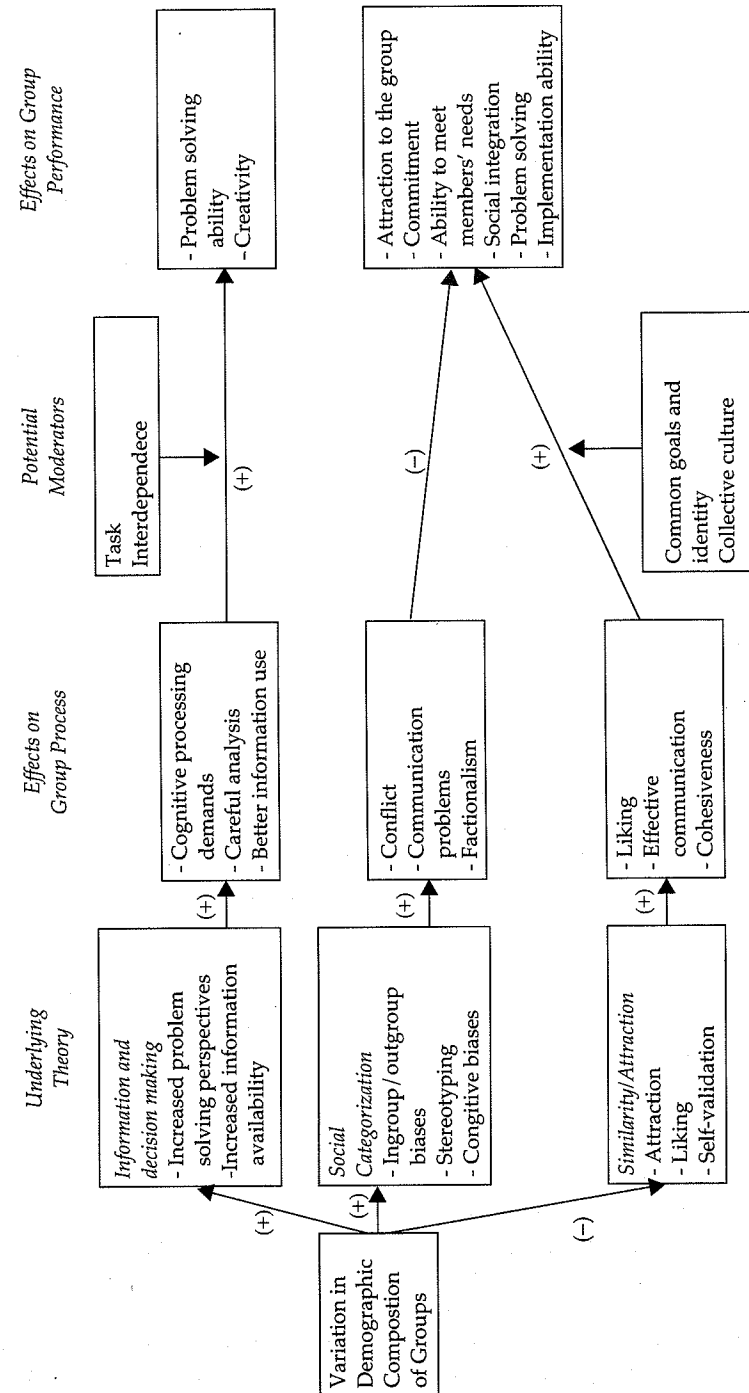 Underlying
Theory
Effects on
Group Process
Potential
Moderators
Effects on Group
Performance
Variation in
Demographic
Compostion
of Groups
(+)
(+)
(−)
Information and
decision making
- Increased problem
solving perspectives
-Increased information
availability
(+)
- Cognitive processing
demands
- Careful analysis
- Better information use
Task
Interdependece
(+)
- Problem solving
ability
- Creativity
Social
Categorization
- Ingroup/outgroup
biases
- Stereotyping
- Congitive biases
(+)
- Conflict
- Communication
problems
- Factionalism
(−)
- Attraction to the group
- Commitment
- Ability to meet
members' needs
- Social integration
- Problem solving
- Implementation ability
Similarity/Attraction
- Attraction
- Liking
- Self-validation
(+)
- Liking
- Effective
communication
- Cohesiveness
(+)
Common goals and
identity
Collective culture